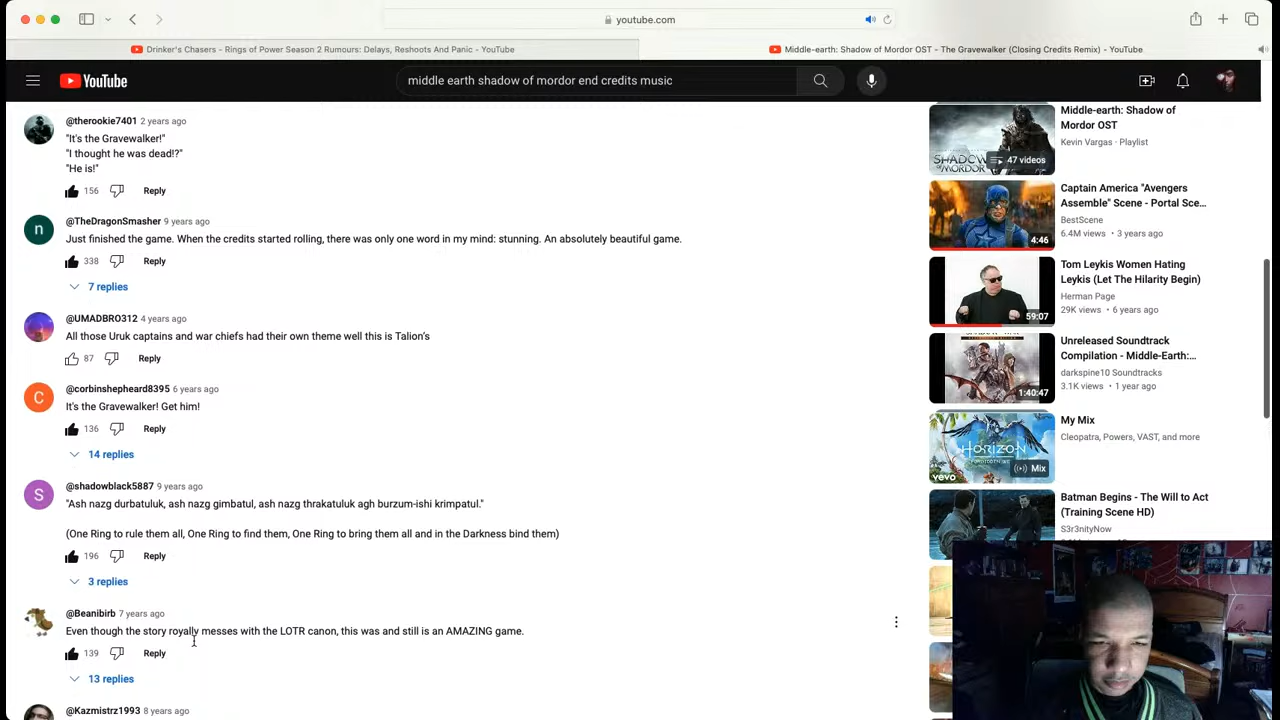 youtube.com
Drinker's Chasers - Rings of Power Season 2 Rumours: Delays, Reshoots And Panic - YouTube
Middle-earth: Shadow of Mordor OST - The Gravewalker (Closing Credits Remix) - YouTube
YouTube
middle earth shadow of mordor end credits music
@therookie7401 2 years ago
"It's the Gravewalker!"
"I thought he was dead!?"
"He is!"
156 Reply
@TheDragonSmasher 9 years ago
Just finished the game. When the credits started rolling, there was only one word in my mind: stunning. An absolutely beautiful game.
338 Reply
7 replies
@UMADBRO312 4 years ago
All those Uruk captains and war chiefs had their own theme well this is Talion's
87 Reply
C
@corbinshepheard8395 6 years ago
It's the Gravewalker! Get him!
136 Reply
14 replies
S
@shadowblack5887 9 years ago
"Ash nazg durbatuluk, ash nazg gimbatul, ash nazg thrakatuluk agh burzum-ishi krimpatul."
(One Ring to rule them all, One Ring to find them, One Ring to bring them all and in the Darkness bind them)
196 Reply
3 replies
@Beanibirb 7 years ago
Even though the story royally messes with the LOTR canon, this was and still is an AMAZING game.
139 Reply
13 replies
@Kazmistrz1993 8 years ago
n
SHADOW
OF MORDOR
47 videos
Middle-earth: Shadow of
Mordor OST
Kevin Vargas · Playlist
4:46
Captain America "Avengers
Assemble" Scene - Portal Sce...
BestScene
6.4M views • 3 years ago
59:07
Tom Leykis Women Hating
Leykis (Let The Hilarity Begin)
Herman Page
29K views • 6 years ago
1:40:47
Unreleased Soundtrack
Compilation - Middle-Earth:...
darkspine10 Soundtracks
3.1K views • 1 year ago
HORIZON
vevo
Mix
My Mix
Cleopatra, Powers, VAST, and more
Batman Begins - The Will to Act
(Training Scene HD)
S3r3nityNow